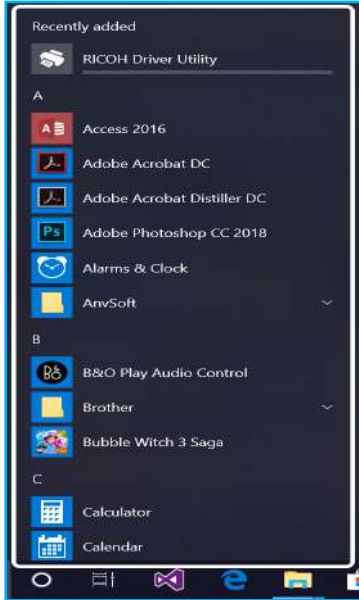 Recently added
RICOH Driver Utility
A
Access 2016
Adobe Acrobat DC
Adobe Acrobat Distiller DC
Ps
Adobe Photoshop CC 2018
Alarms & Clock
AnvSoft
B
B&O Play Audio Control
Brother
Bubble Witch 3 Saga
C
Calculator
Calendar